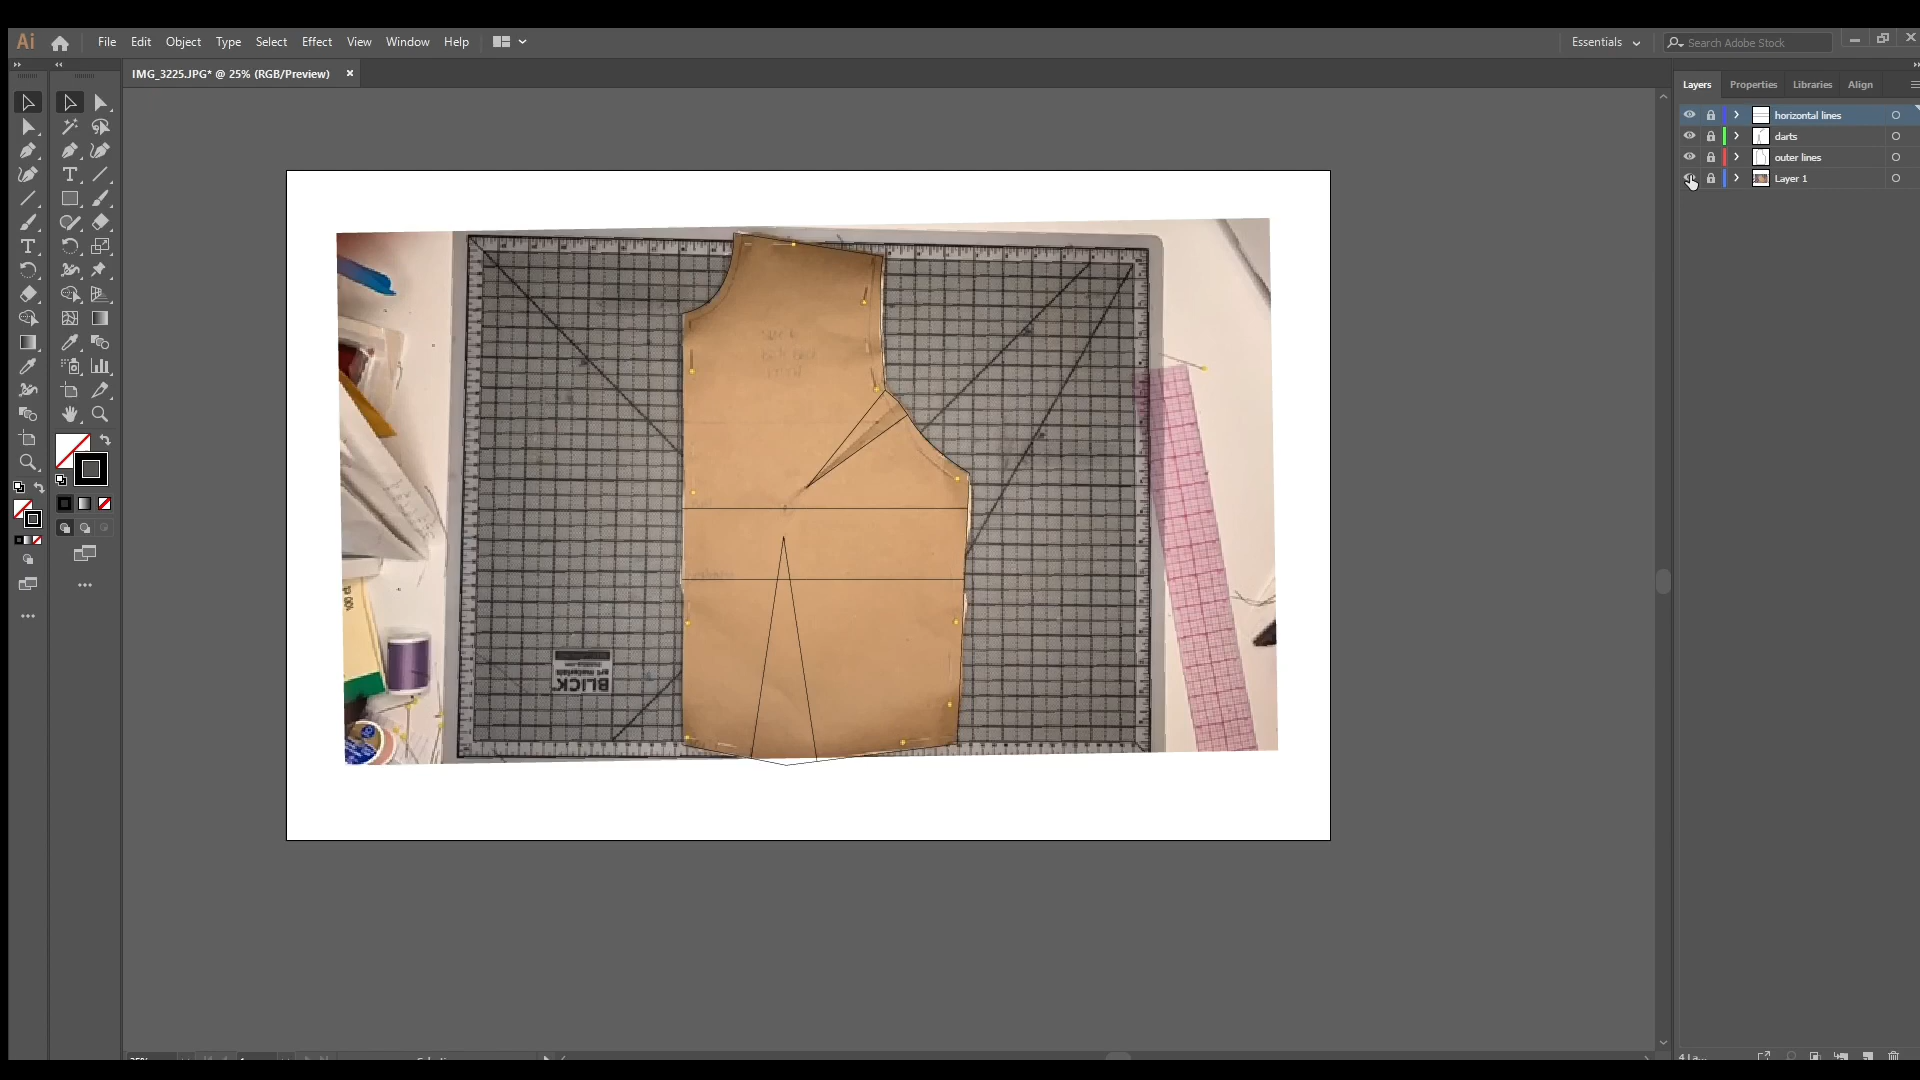 Ai File Edit Object Type Select Effect View Window Help Essentials Search Adobe Stock
IMG_3225.JPG* @ 25% (RGB/Preview) ×
Layers Properties Libraries Align
horizontal lines
darts
outer lines
Layer 1
BLICK